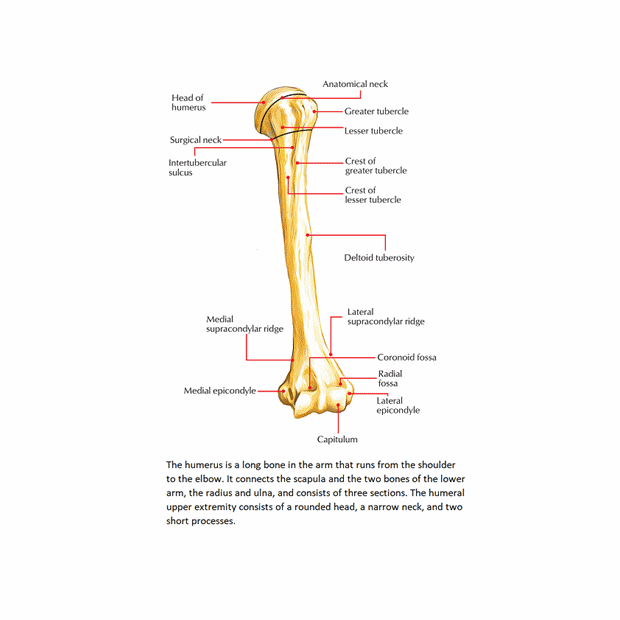 Anatomical neck
Head of
humerus
Greater tubercle
Lesser tubercle
Surgical neck
Intertubercular
sulcus
Crest of
greater tubercle
Crest of
lesser tubercle
Deltoid tuberosity
Medial
supracondylar ridge
Lateral
supracondylar ridge
Coronoid fossa
Radial
fossa
Medial epicondyle
Lateral
epicondyle
Capitulum
The humerus is a long bone in the arm that runs from the shoulder
to the elbow. It connects the scapula and the two bones of the lower
arm, the radius and ulna, and consists of three sections. The humeral
upper extremity consists of a rounded head, a narrow neck, and two
short processes.